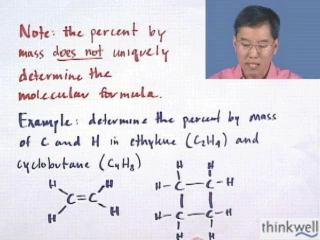 Note: the percent by
mass does not uniquely
determine the
molecular formula.
Example: determine the percent by mass
of C and H in ethylene (C₂H₄) and
cyclobutane (C₄H₈)
H H
C=C
H H
H H
H-C-C-H
H-C-C-H
H H
thinkwell